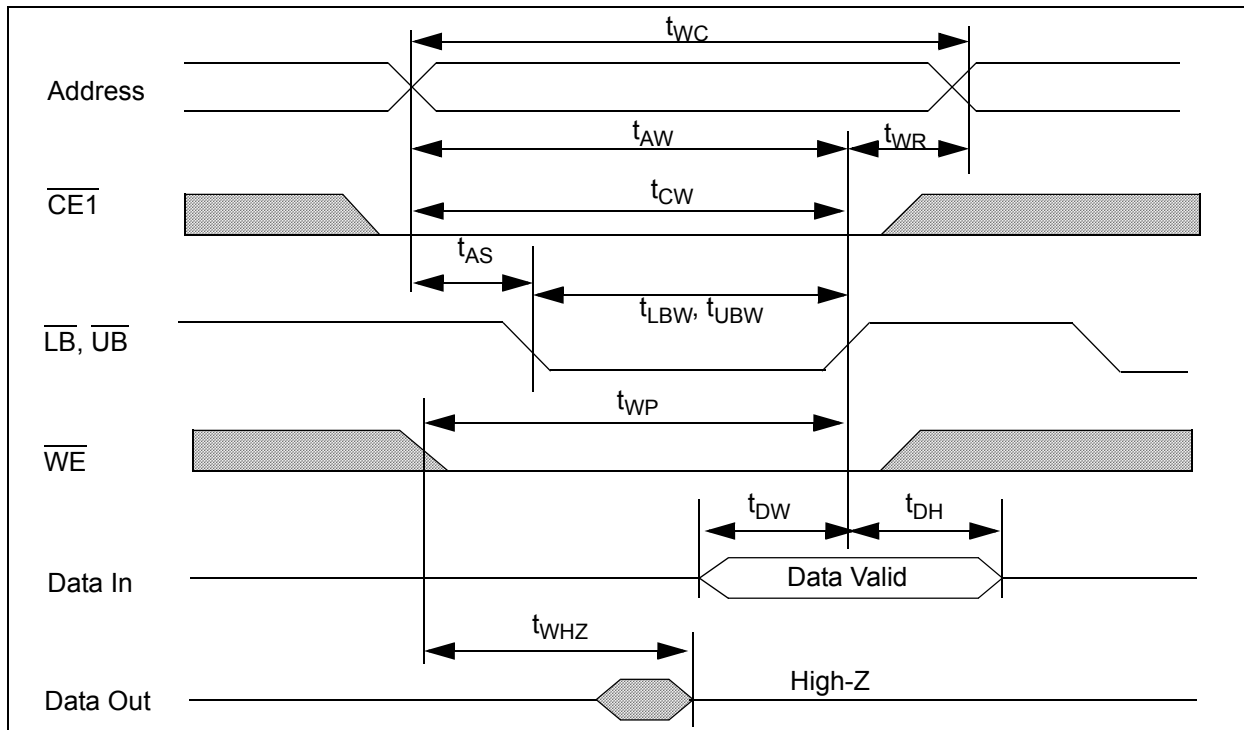 tWC
Address
tAW
tWR
CE1
tCW
tAS
tLBW, tUBW
LB, UB
tWP
WE
tDW
tDH
Data In
Data Valid
tWHZ
High-Z
Data Out